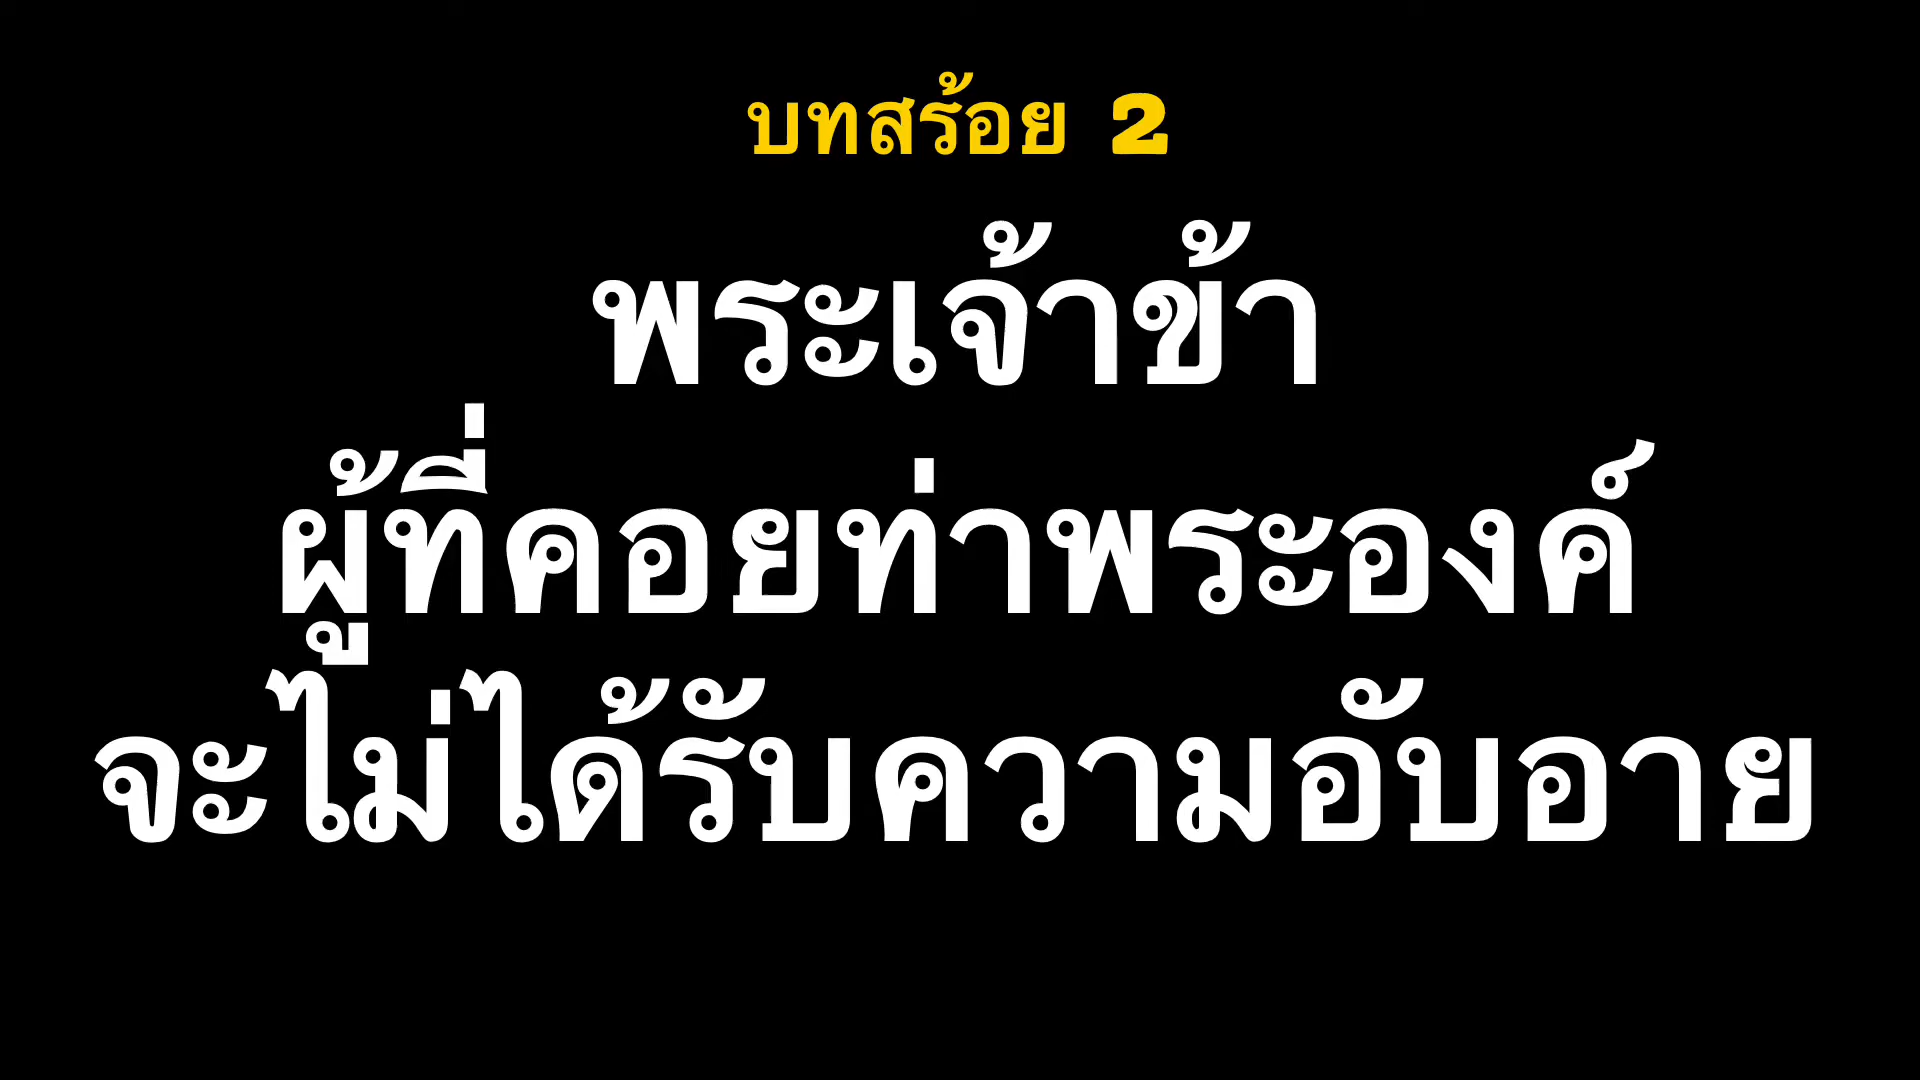 บทสร้อย 2
พระเจ้าข้า
ผู้ที่คอยท่าพระองค์
จะไม่ได้รับความอับอาย